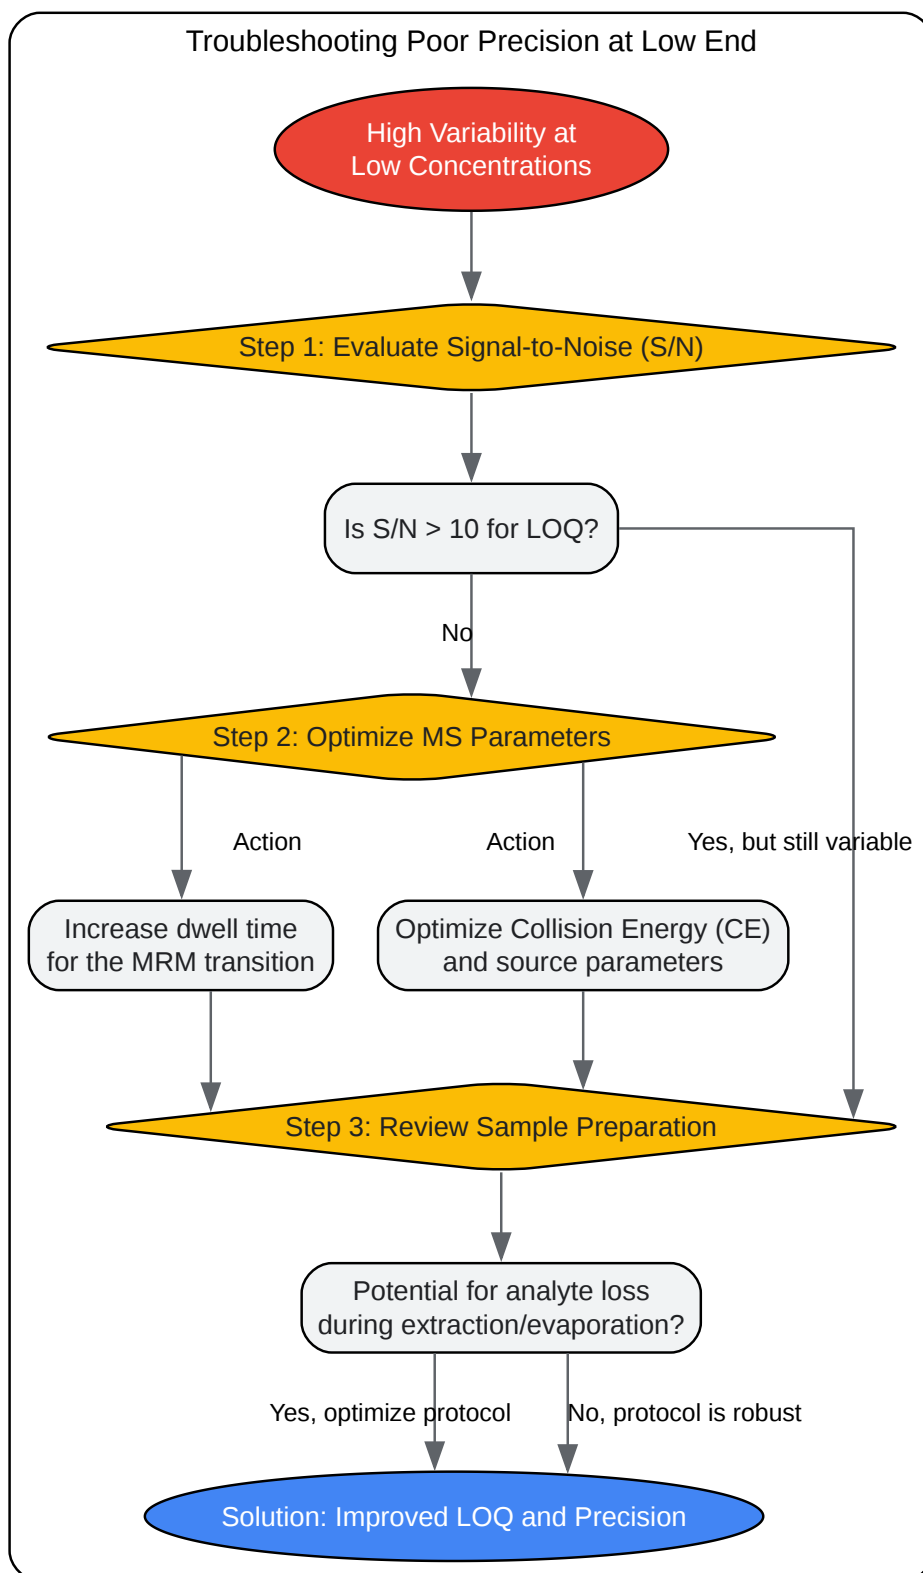 Troubleshooting Poor Precision at Low End
High Variability at
Low Concentrations
Step 1: Evaluate Signal-to-Noise (S/N)
Is S/N > 10 for LOQ?
No
Step 2: Optimize MS Parameters
Action
Action
Yes, but still variable
Increase dwell time
for the MRM transition
Optimize Collision Energy (CE)
and source parameters
Step 3: Review Sample Preparation
Potential for analyte loss
during extraction/evaporation?
Yes, optimize protocol
No, protocol is robust
Solution: Improved LOQ and Precision